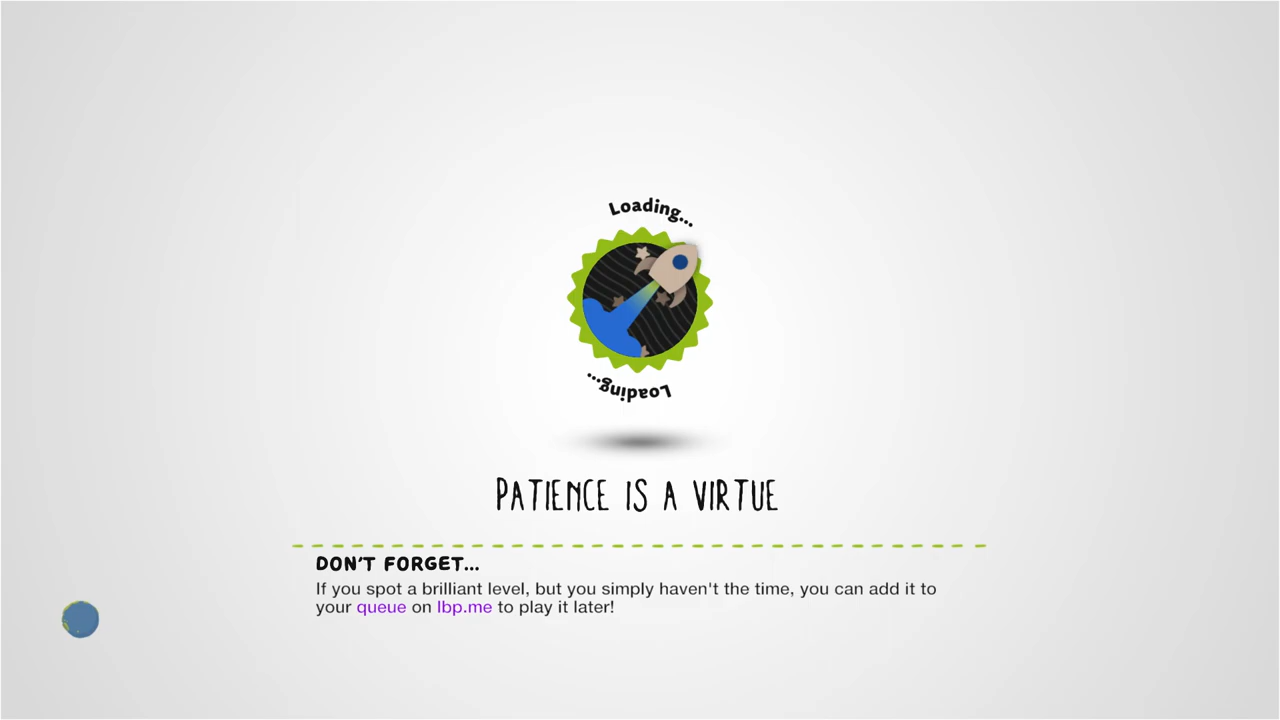 Loading...
Loading...
PATIENCE IS A VIRTUE
DON'T FORGET...
If you spot a brilliant level, but you simply haven't the time, you can add it to
your queue on lbp.me to play it later!